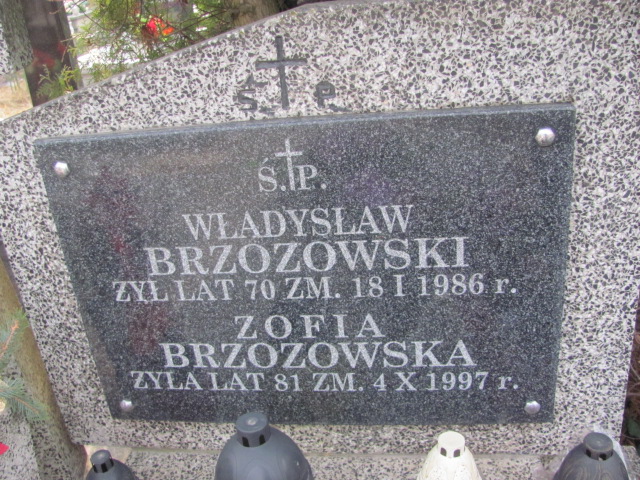 Ś P
Ś.P.
WŁADYSŁAW
BRZOZOWSKI
ŻYŁ LAT 70 ZM. 18 I 1986 r.
ZOFIA
BRZOZOWSKA
ŻYŁA LAT 81 ZM. 4 X 1997 r.